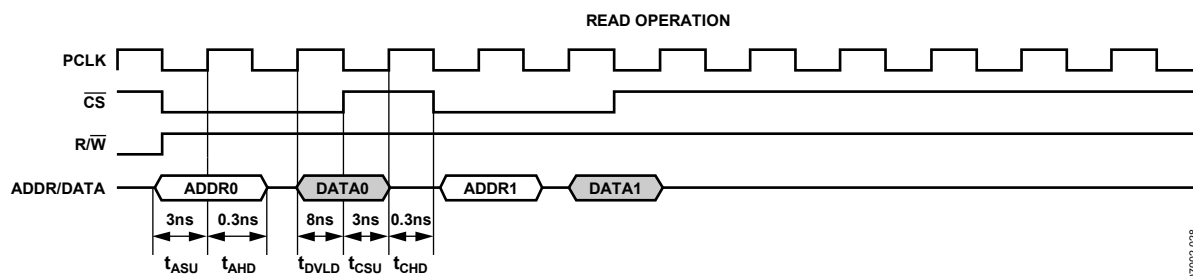 READ OPERATION
PCLK
CS
R/W
ADDR/DATA ADDR0 DATA0 ADDR1 DATA1
3ns 0.3ns 8ns 3ns 0.3ns
tASU tAHD tDVLD tCSU tCHD